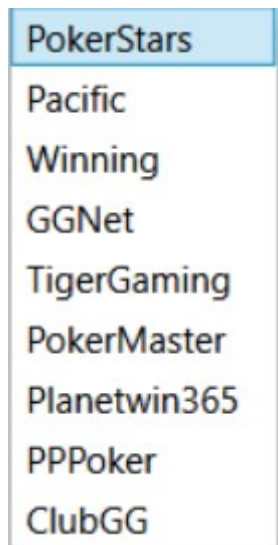 PokerStars
Pacific
Winning
GGNet
TigerGaming
PokerMaster
Planetwin365
PPPoker
ClubGG